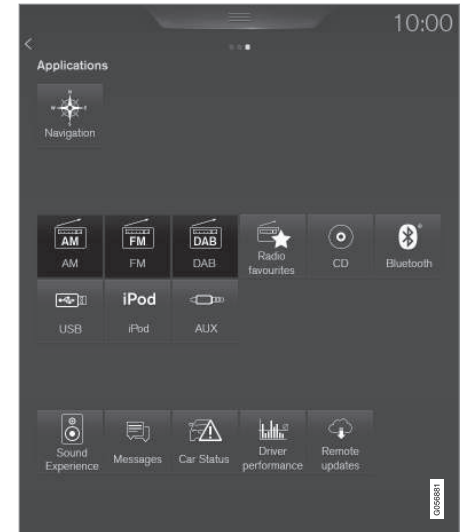 10:00
Applications
Navigation
AM
FM
DAB
AM
FM
DAB
Radio
favourites
CD
Bluetooth
iPod
USB
iPod
AUX
Sound
Experience
Messages
Car Status
Driver
performance
Remote
updates
G056881